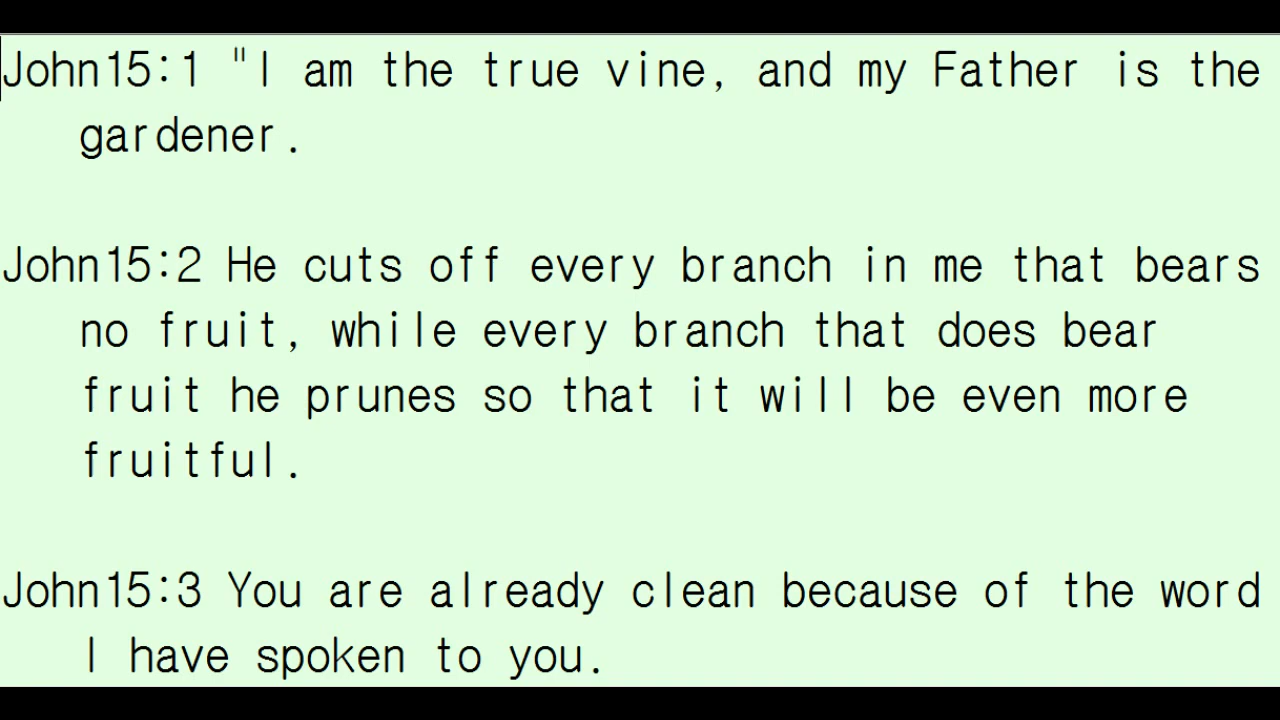 John15:1 "I am the true vine, and my Father is the
gardener.
John15:2 He cuts off every branch in me that bears
no fruit, while every branch that does bear
fruit he prunes so that it will be even more
fruitful.
John15:3 You are already clean because of the word
I have spoken to you.